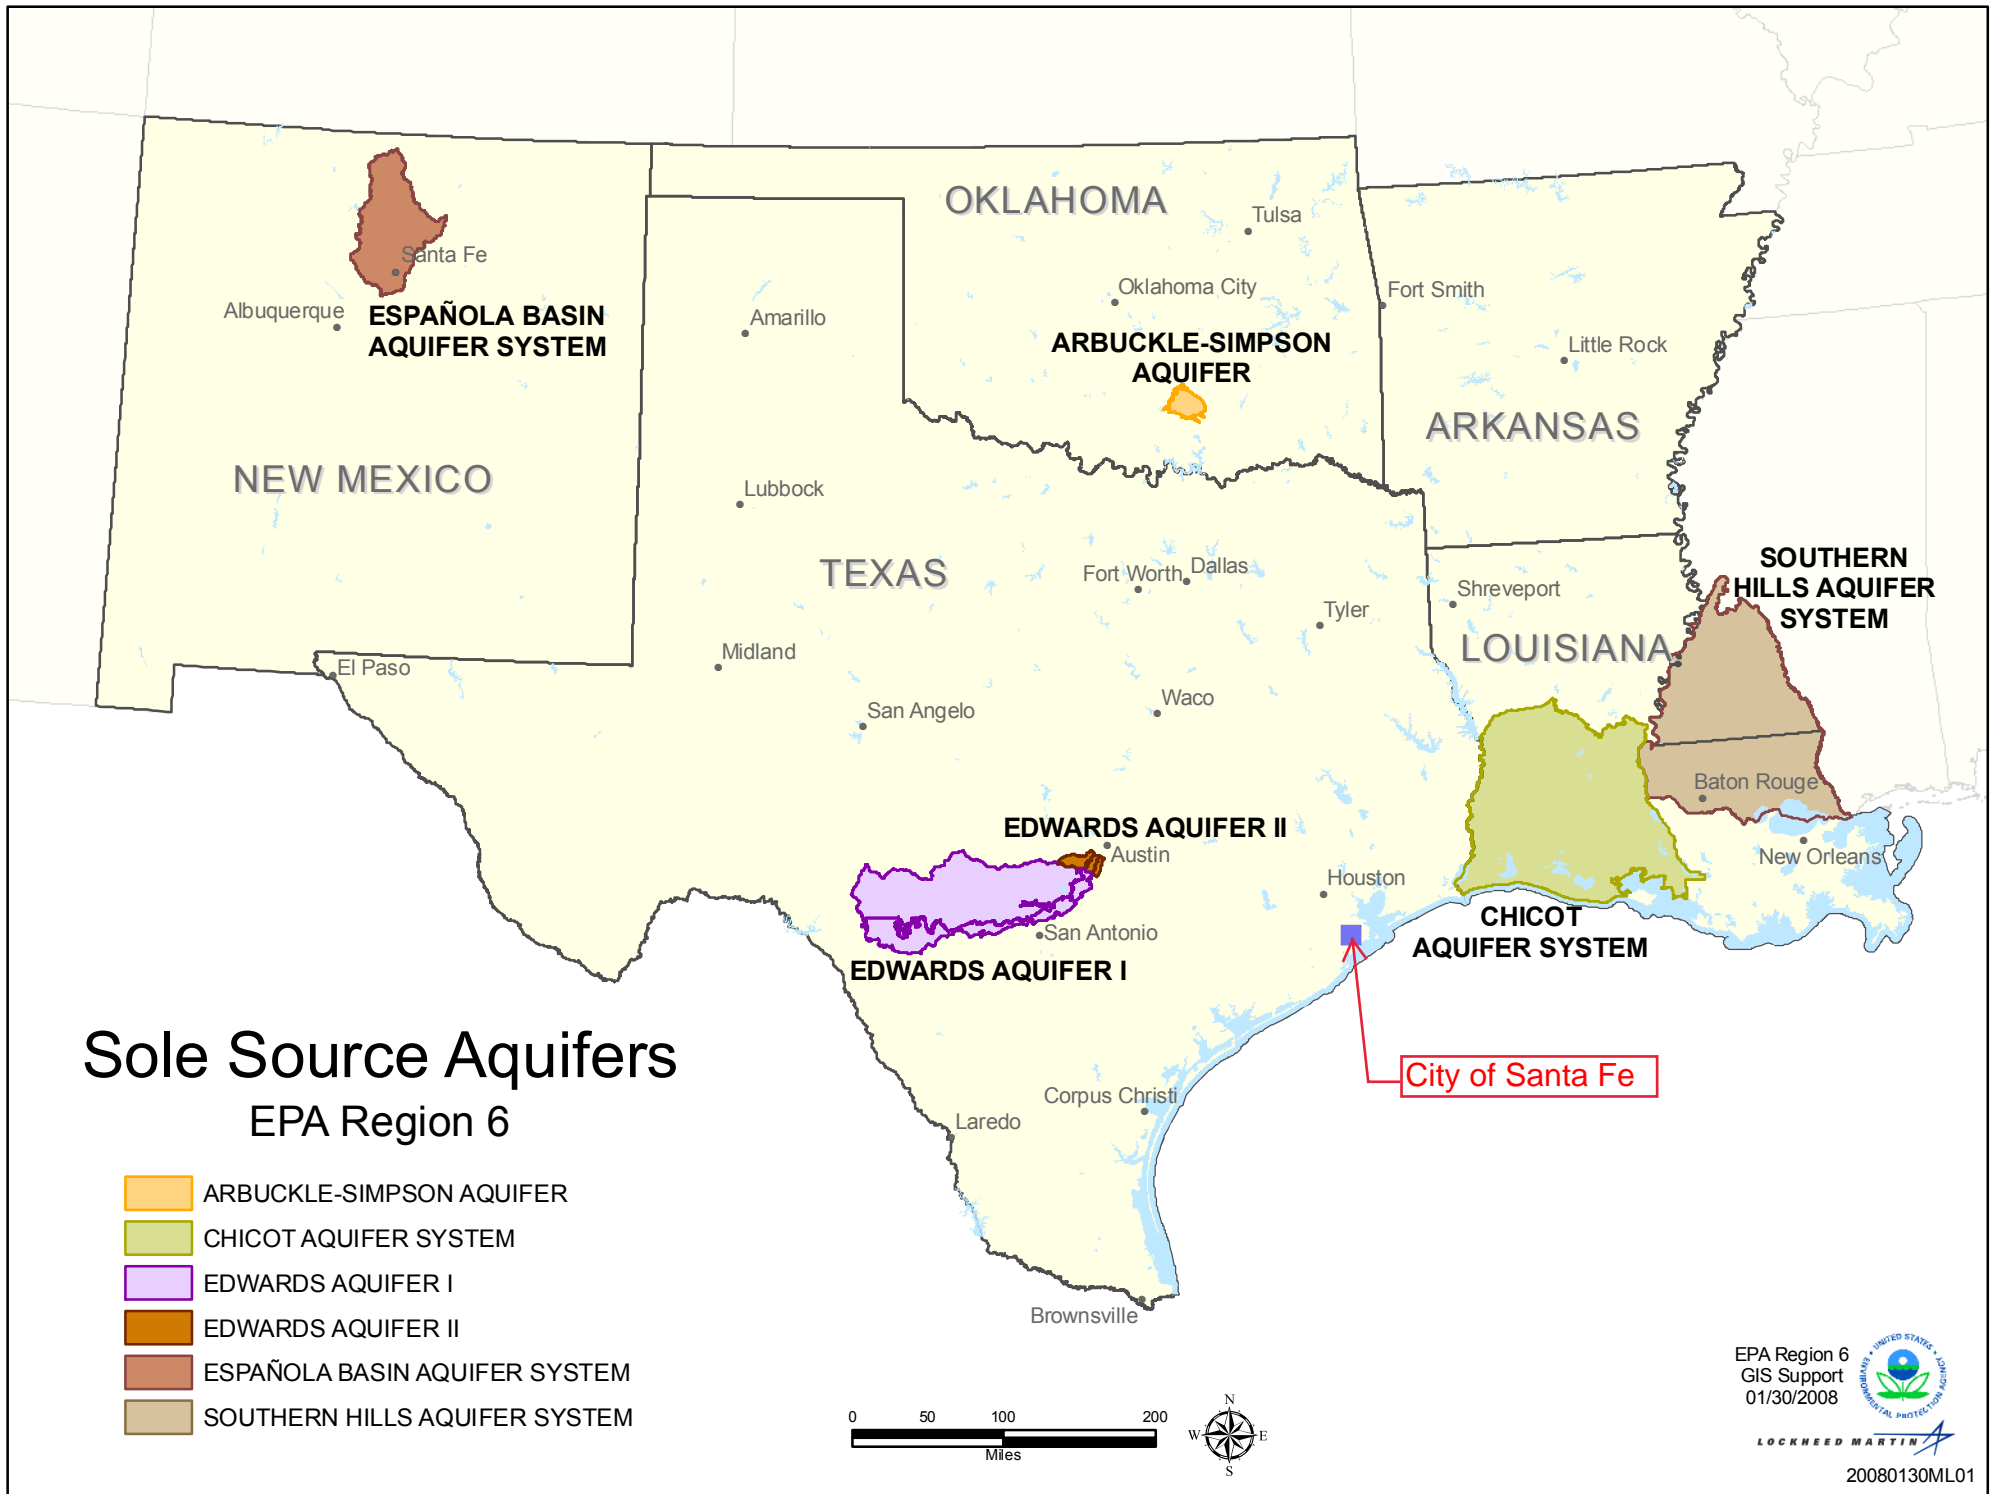 OKLAHOMA
Tulsa
Santa Fe
Oklahoma City
Fort Smith
Albuquerque
ESPAÑOLA BASIN
AQUIFER SYSTEM
Amarillo
ARBUCKLE-SIMPSON
AQUIFER
Little Rock
ARKANSAS
NEW MEXICO
Lubbock
TEXAS
Fort Worth
Dallas
Shreveport
SOUTHERN
HILLS AQUIFER
SYSTEM
Tyler
LOUISIANA
El Paso
Midland
San Angelo
Waco
Baton Rouge
EDWARDS AQUIFER II
Austin
New Orleans
Houston
San Antonio
CHICOT
AQUIFER SYSTEM
EDWARDS AQUIFER I
City of Santa Fe
Corpus Christi
Laredo
Brownsville
Sole Source Aquifers
EPA Region 6
ARBUCKLE-SIMPSON AQUIFER
CHICOT AQUIFER SYSTEM
EDWARDS AQUIFER I
EDWARDS AQUIFER II
ESPAÑOLA BASIN AQUIFER SYSTEM
SOUTHERN HILLS AQUIFER SYSTEM
0 50 100 200
Miles
N
W E
S
EPA Region 6
GIS Support
01/30/2008
UNITED STATES
ENVIRONMENTAL PROTECTION AGENCY
LOCKHEED MARTIN
20080130ML01